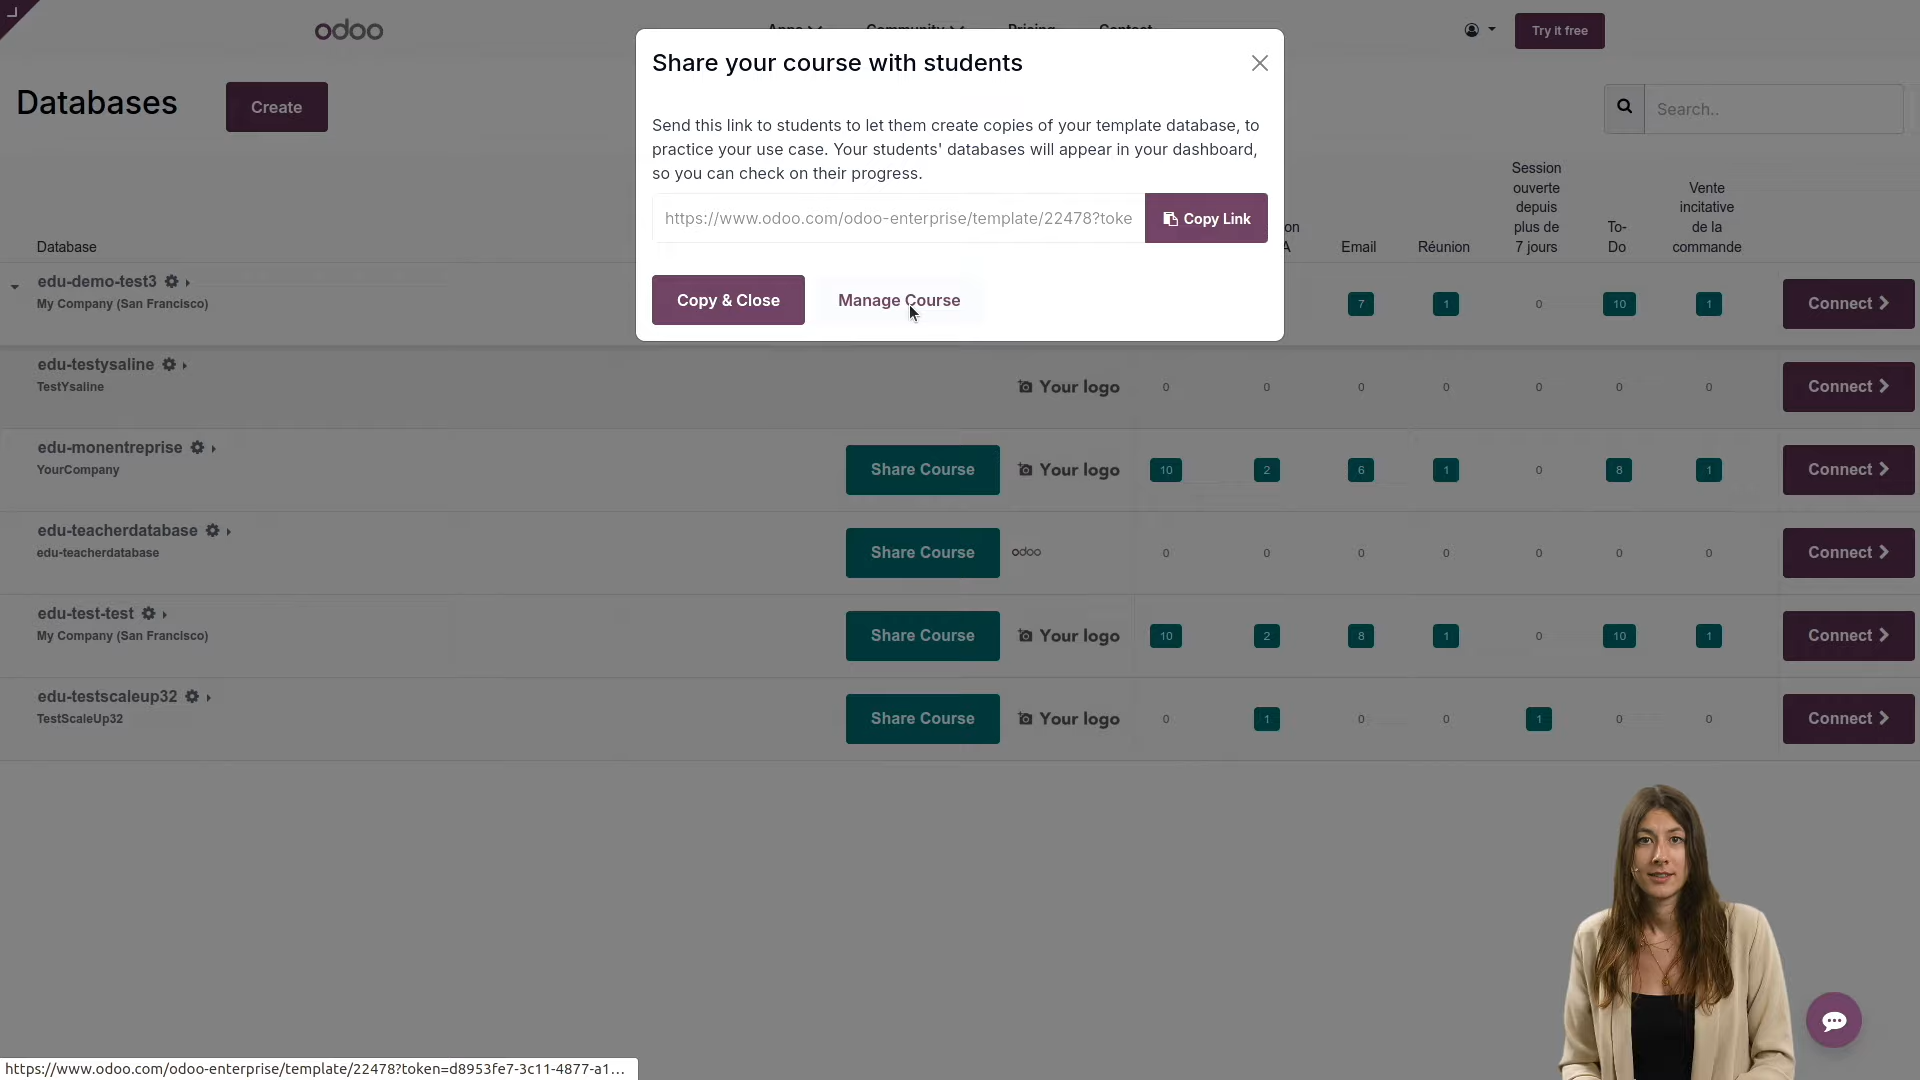 odoo
Apps Community Pricing Contact
Try it free
Share your course with students
Databases
Create
Search..
Send this link to students to let them create copies of your template database, to
practice your use case. Your students' databases will appear in your dashboard,
so you can check on their progress.
https://www.odoo.com/odoo-enterprise/template/22478?toke
Copy Link
Copy & Close
Manage Course
Database
Email
Réunion
Session
ouverte
depuis
plus de
7 jours
To-
Do
Vente
incitative
de la
commande
edu-demo-test3
My Company (San Francisco)
7 1 0 10 1
Connect
edu-testysaline
TestYsaline
Your logo
0 0 0 0 0 0 0
Connect
edu-monentreprise
YourCompany
Share Course
Your logo
10 2 6 1 0 8 1
Connect
edu-teacherdatabase
edu-teacherdatabase
Share Course
odoo
0 0 0 0 0 0 0
Connect
edu-test-test
My Company (San Francisco)
Share Course
Your logo
10 2 8 1 0 10 1
Connect
edu-testscaleup32
TestScaleUp32
Share Course
Your logo
0 1 0 0 1 0 0
Connect
https://www.odoo.com/odoo-enterprise/template/22478?token=d8953fe7-3c11-4877-a1...